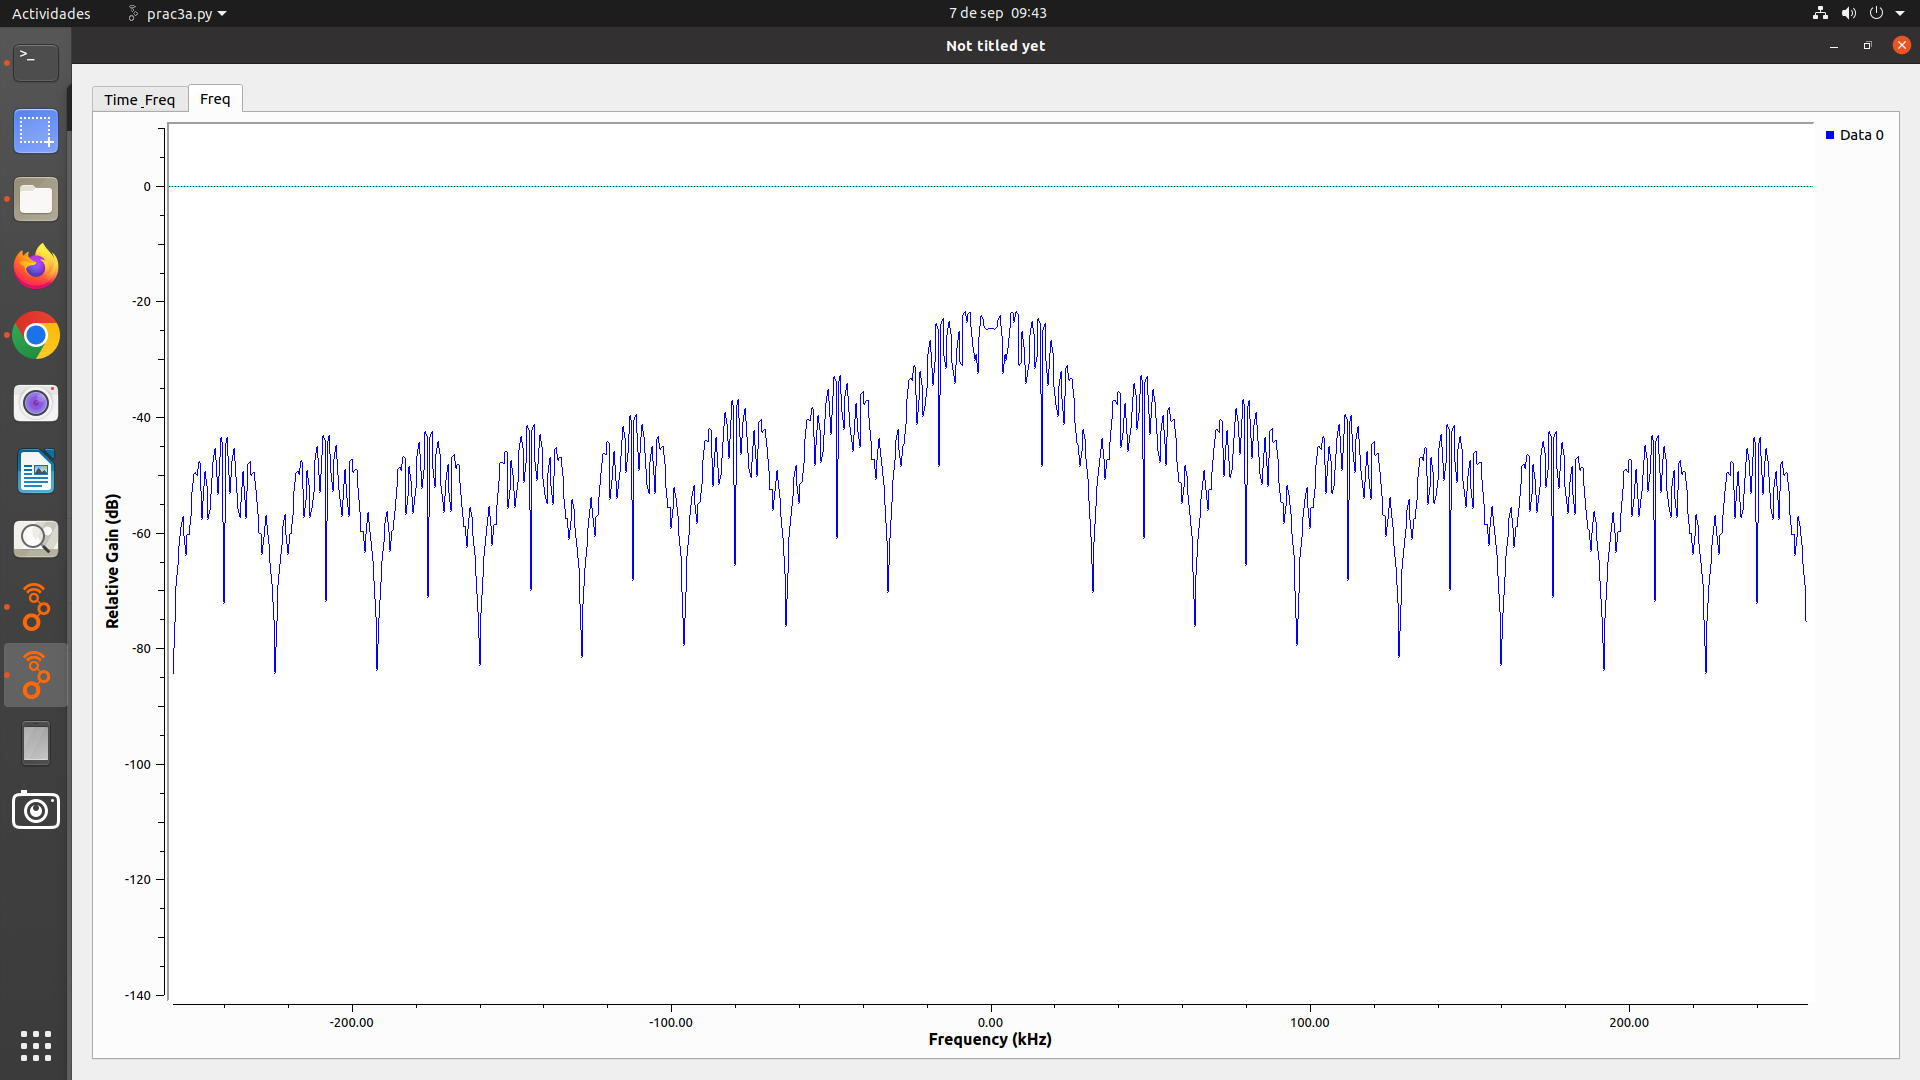 Actividades
prac3a.py
7 de sep 09:43
Not titled yet
>_
Time_Freq
Freq
Data 0
0
-20
-40
-60
-80
-100
-120
-140
Relative Gain (dB)
-200.00
-100.00
0.00
100.00
200.00
Frequency (kHz)